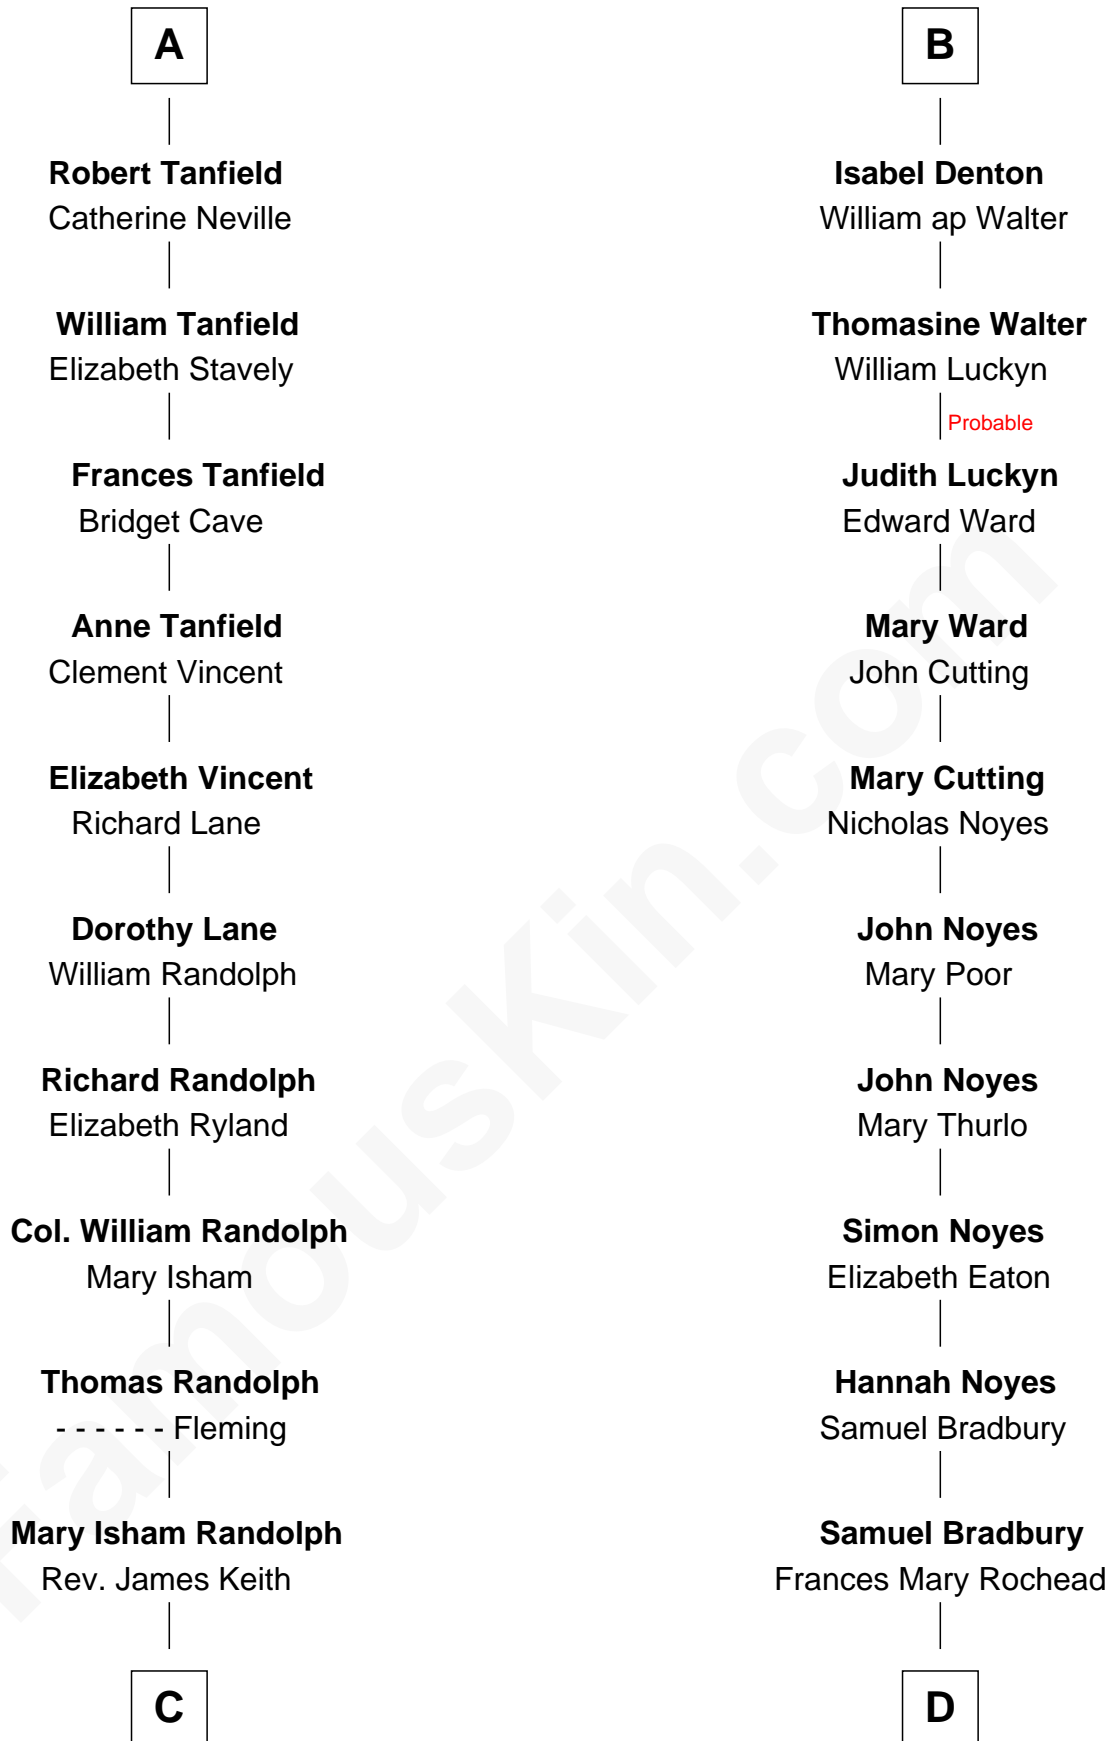 A
Robert Tanfield
Catherine Neville
William Tanfield
Elizabeth Stavely
Frances Tanfield
Bridget Cave
Anne Tanfield
Clement Vincent
Elizabeth Vincent
Richard Lane
Dorothy Lane
William Randolph
Richard Randolph
Elizabeth Ryland
Col. William Randolph
Mary Isham
Thomas Randolph
- - - - - - Fleming
Mary Isham Randolph
Rev. James Keith
C
B
Isabel Denton
William ap Walter
Thomasine Walter
William Luckyn
Probable
Judith Luckyn
Edward Ward
Mary Ward
John Cutting
Mary Cutting
Nicholas Noyes
John Noyes
Mary Poor
John Noyes
Mary Thurlo
Simon Noyes
Elizabeth Eaton
Hannah Noyes
Samuel Bradbury
Samuel Bradbury
Frances Mary Rochead
D
FamousKin.com